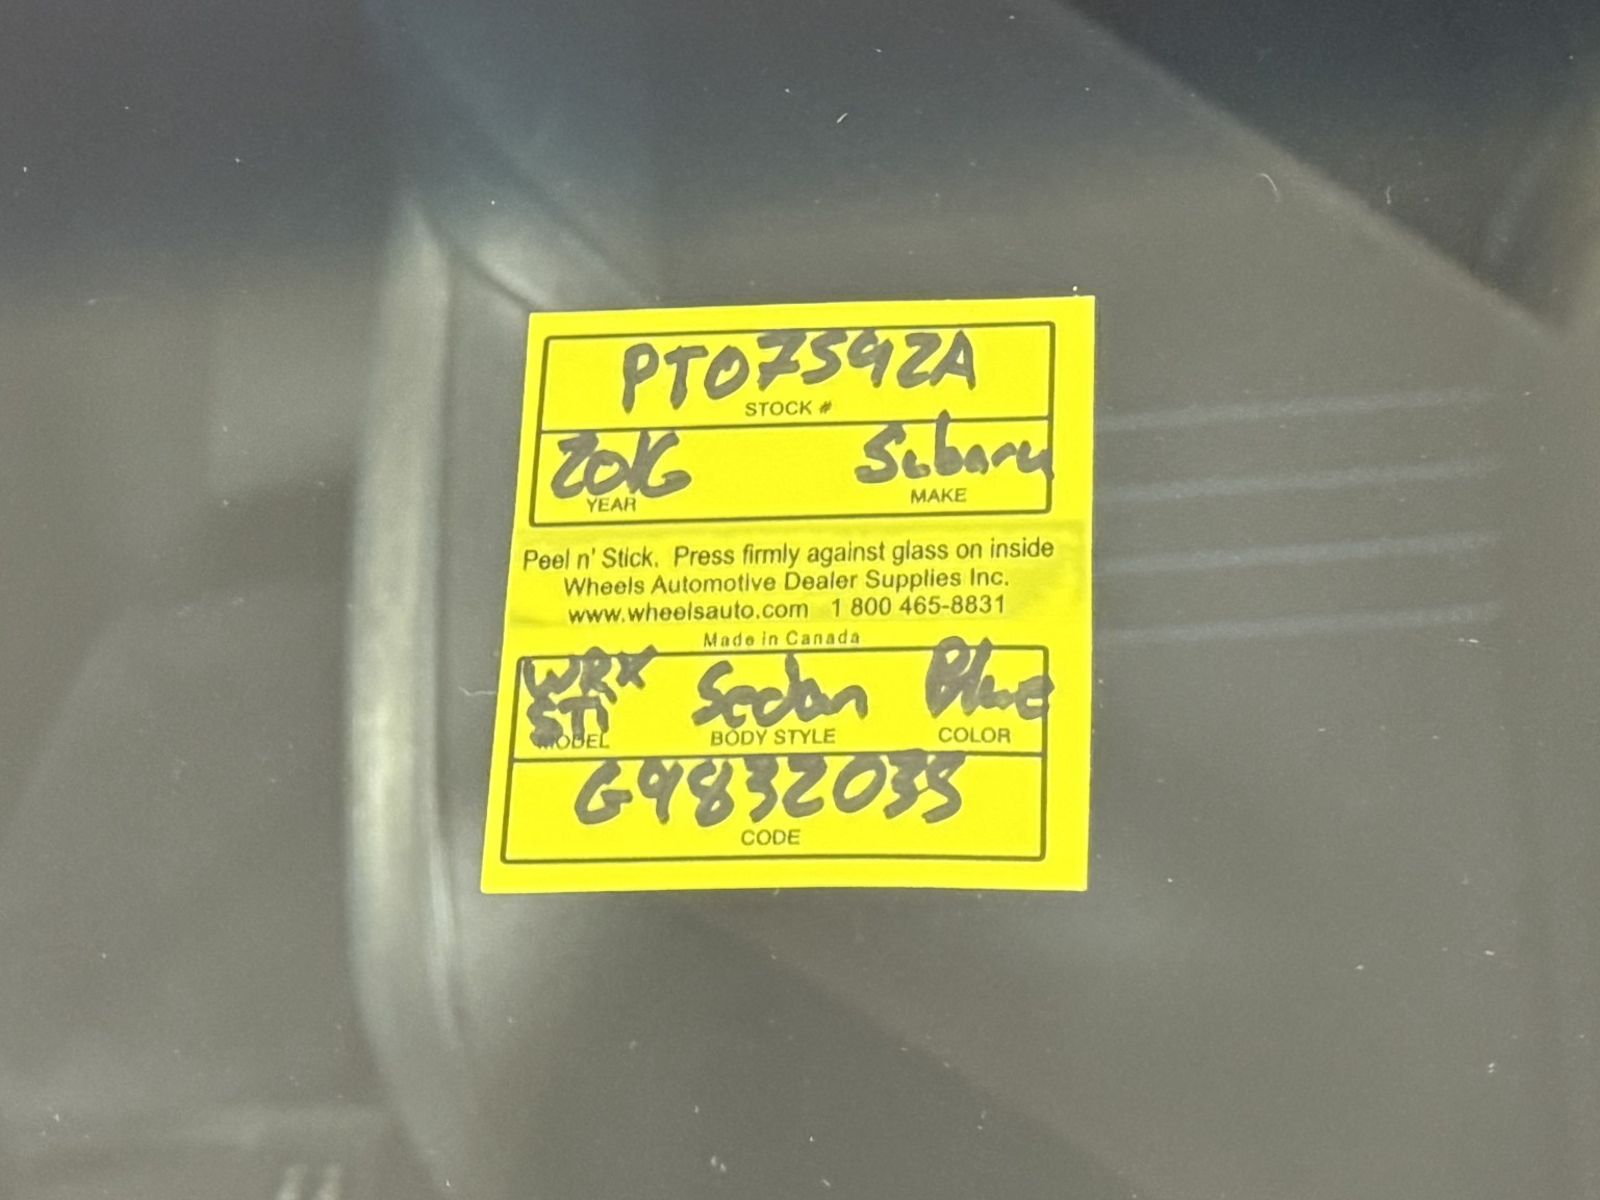 PT07592A
STOCK #
2016 Subaru
YEAR MAKE
Peel n' Stick. Press firmly against glass on inside
Wheels Automotive Dealer Supplies Inc.
www.wheelsauto.com 1 800 465-8831
Made in Canada
WRX Sedan Blue
STI
MODEL BODY STYLE COLOR
G9832035
CODE